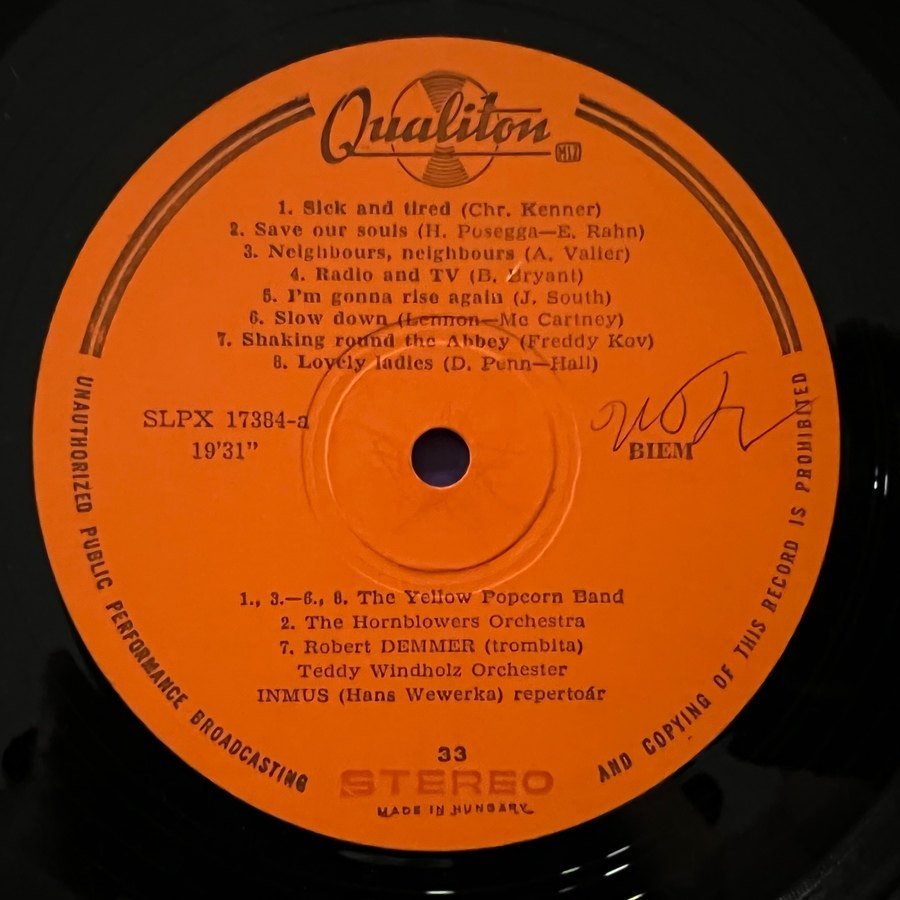 Qualiton
1. Sick and tired (Chr. Kenner)
2. Save our souls (H. Posegga—E. Rahn)
3. Neighbours, neighbours (A. Valier)
4. Radio and TV (B. Bryant)
5. I'm gonna rise again (J. South)
6. Slow down (Lennon—Mc Cartney)
7. Shaking round the Abbey (Freddy Kov)
8. Lovely ladies (D. Penn—Hall)
SLPX 17384-a
19'31"
BIEM
1., 3.—6., 8. The Yellow Popcorn Band
2. The Hornblowers Orchestra
7. Robert DEMMER (trombita)
Teddy Windholz Orchester
INMUS (Hans Wewerka) repertoár
33
STEREO
MADE IN HUNGARY
UNAUTHORIZED PUBLIC PERFORMANCE BROADCASTING
AND COPYING OF THIS RECORD IS PROHIBITED